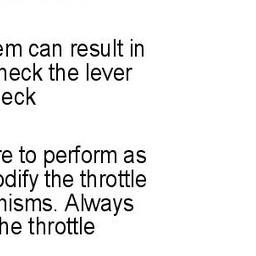 em can result in
heck the lever
eck
re to perform as
odify the throttle
nisms. Always
he throttle